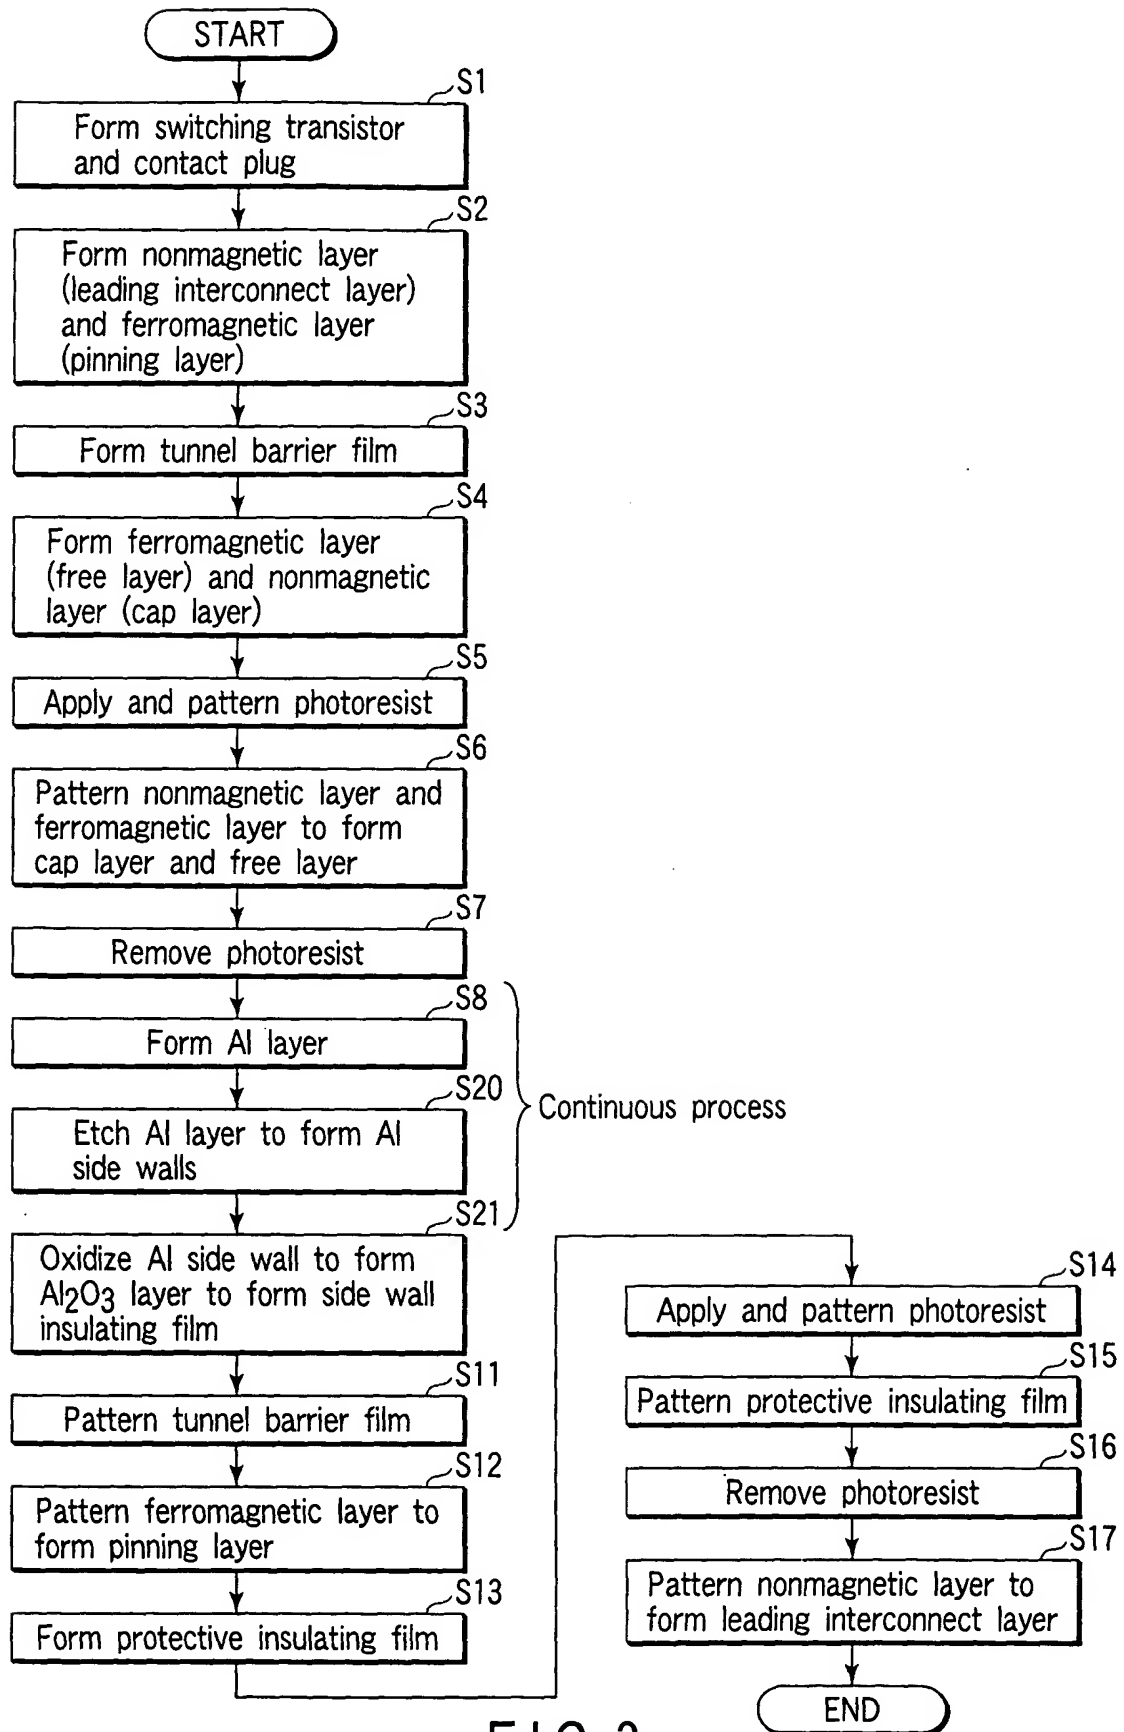 START
S1
Form switching transistor
and contact plug
S2
Form nonmagnetic layer
(leading interconnect layer)
and ferromagnetic layer
(pinning layer)
S3
Form tunnel barrier film
S4
Form ferromagnetic layer
(free layer) and nonmagnetic
layer (cap layer)
S5
Apply and pattern photoresist
S6
Pattern nonmagnetic layer and
ferromagnetic layer to form
cap layer and free layer
S7
Remove photoresist
S8
Form Al layer
S20
Etch Al layer to form Al
side walls
Continuous process
S21
Oxidize Al side wall to form
Al2O3 layer to form side wall
insulating film
S11
Pattern tunnel barrier film
S12
Pattern ferromagnetic layer to
form pinning layer
S13
Form protective insulating film
S14
Apply and pattern photoresist
S15
Pattern protective insulating film
S16
Remove photoresist
S17
Pattern nonmagnetic layer to
form leading interconnect layer
END